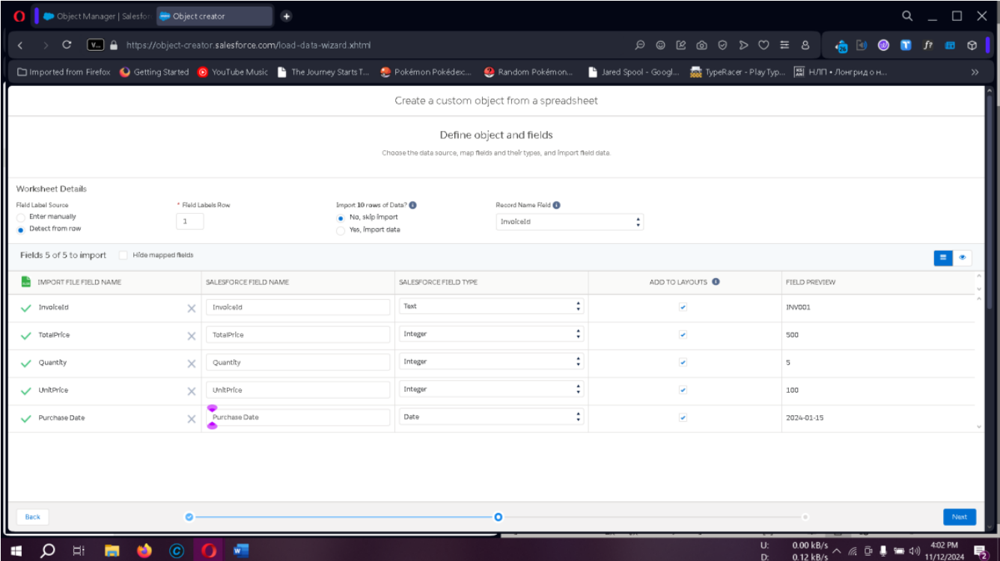 Object Manager | Salesfor
Object creator
V...
https://object-creator.salesforce.com/load-data-wizard.xhtml
26
f?
Imported from Firefox
Getting Started
YouTube Music
The Journey Starts T...
Pokémon Pokédex:...
Random Pokémon...
Jared Spool - Googl...
TypeRacer - Play Typ...
НЛП • Лонгрид о н...
Create a custom object from a spreadsheet
Define object and fields
Choose the data source, map fields and their types, and import field data.
Worksheet Details
Field Label Source
* Field Labels Row
Import 10 rows of Data?
Record Name Field
Enter manually
Detect from row
1
No, skip import
Yes, import data
InvoiceId
Fields 5 of 5 to import
Hide mapped fields
IMPORT FILE FIELD NAME SALESFORCE FIELD NAME SALESFORCE FIELD TYPE ADD TO LAYOUTS FIELD PREVIEW
InvoiceId InvoiceId Text INV001
TotalPrice TotalPrice Integer 500
Quantity Quantity Integer 5
UnitPrice UnitPrice Integer 100
Purchase Date Purchase Date Date 2024-01-15
Back
Next
U: 0.00 kB/s
D: 0.12 kB/s
4:02 PM
11/12/2024
2